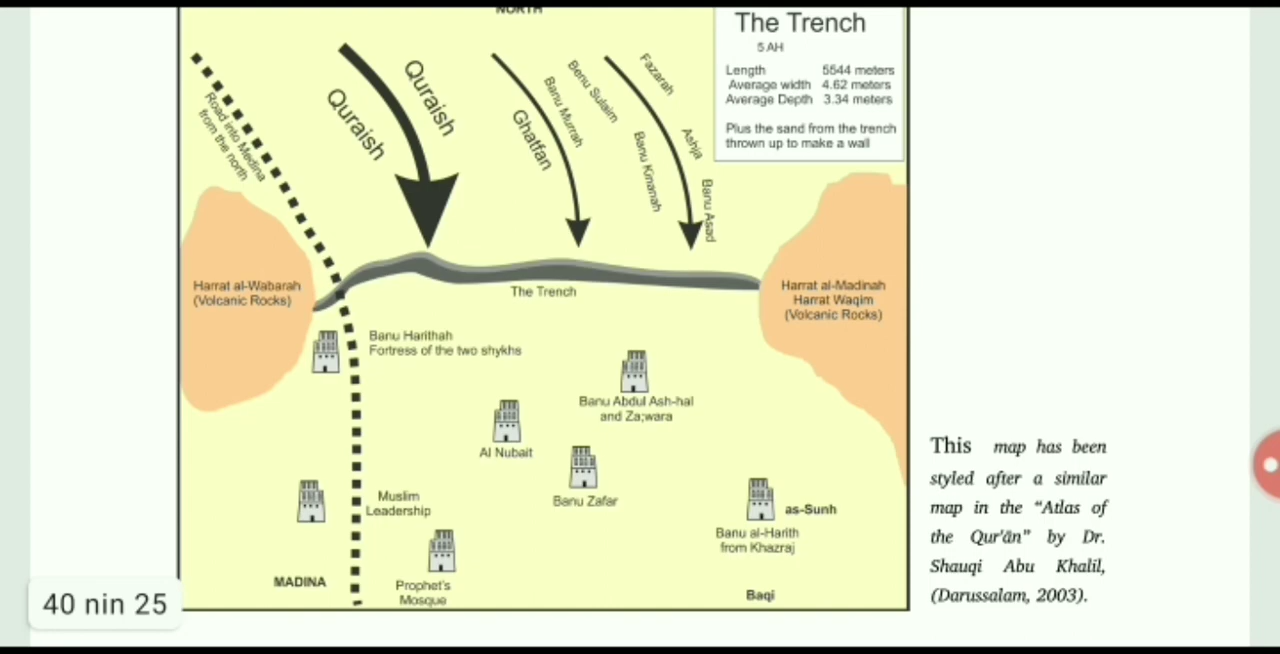 NORTH
The Trench
5 AH
Length 5544 meters
Average width 4.62 meters
Average Depth 3.34 meters
Plus the sand from the trench
thrown up to make a wall
Road into Medina
from the north
Quraish
Quraish
Ghatfan
Banu Murrah
Benu Sulaim
Fazarah
Banu Kinanah
Ashja
Banu Asad
Harrat al-Wabarah
(Volcanic Rocks)
The Trench
Harrat al-Madinah
Harrat Waqim
(Volcanic Rocks)
Banu Harithah
Fortress of the two shykhs
Banu Abdul Ash-hal
and Za;wara
Al Nubait
Banu Zafar
Muslim
Leadership
as-Sunh
Banu al-Harith
from Khazraj
MADINA
Prophet's
Mosque
Baqi
This map has been
styled after a similar
map in the “Atlas of
the Qur'ān” by Dr.
Shauqi Abu Khalil,
(Darussalam, 2003).
40 nin 25